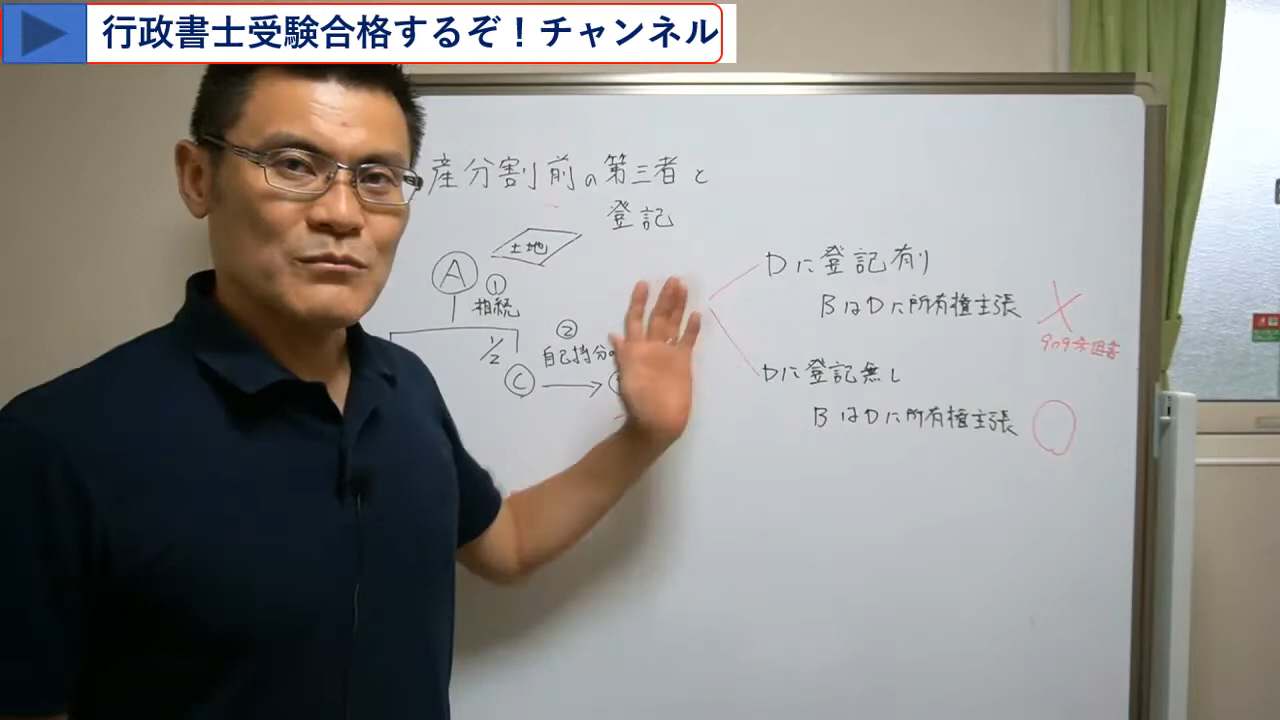 行政書士受験合格するぞ！チャンネル
産分割前の第三者と
登記
土地
A
①
相続
②
1/2
自己持分の
C
Dに登記有り
BはDに所有権主張
×
909条但書
Dに登記無し
BはDに所有権主張
○